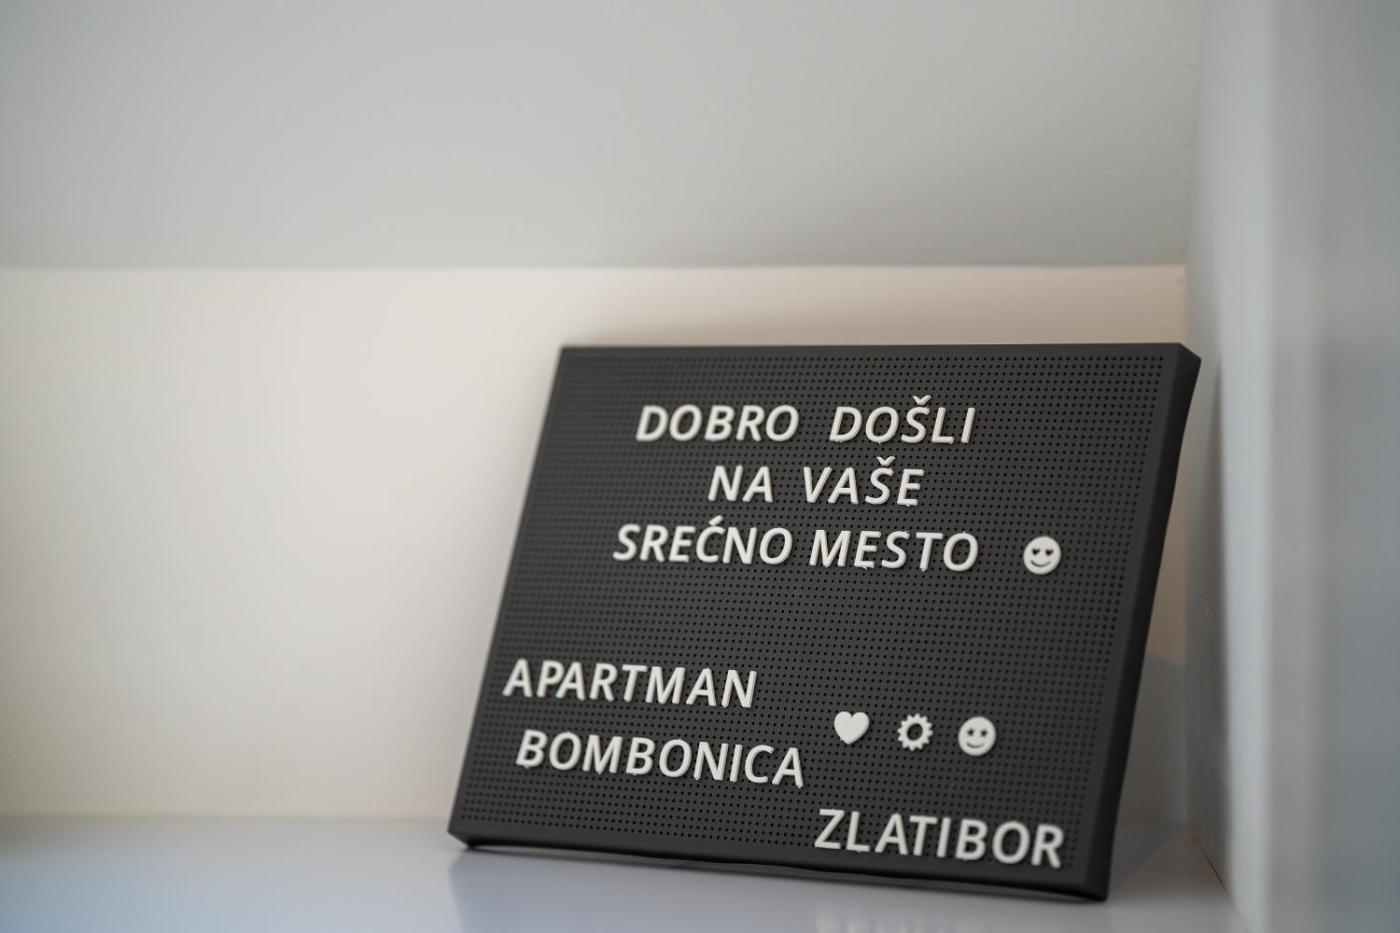 DOBRO DOŠLI
NA VAŠE
SREĆNO MESTO
APARTMAN
BOMBONICA
ZLATIBOR